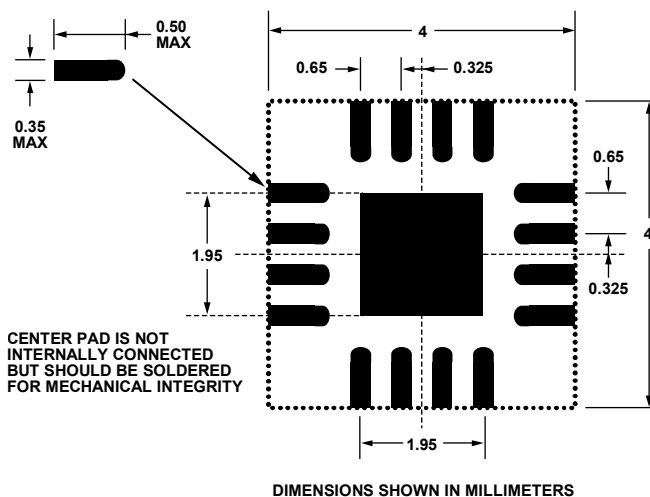 0.50
MAX
4
0.65
0.325
0.35
MAX
0.65
1.95
4
0.325
CENTER PAD IS NOT
INTERNALLY CONNECTED
BUT SHOULD BE SOLDERED
FOR MECHANICAL INTEGRITY
1.95
DIMENSIONS SHOWN IN MILLIMETERS